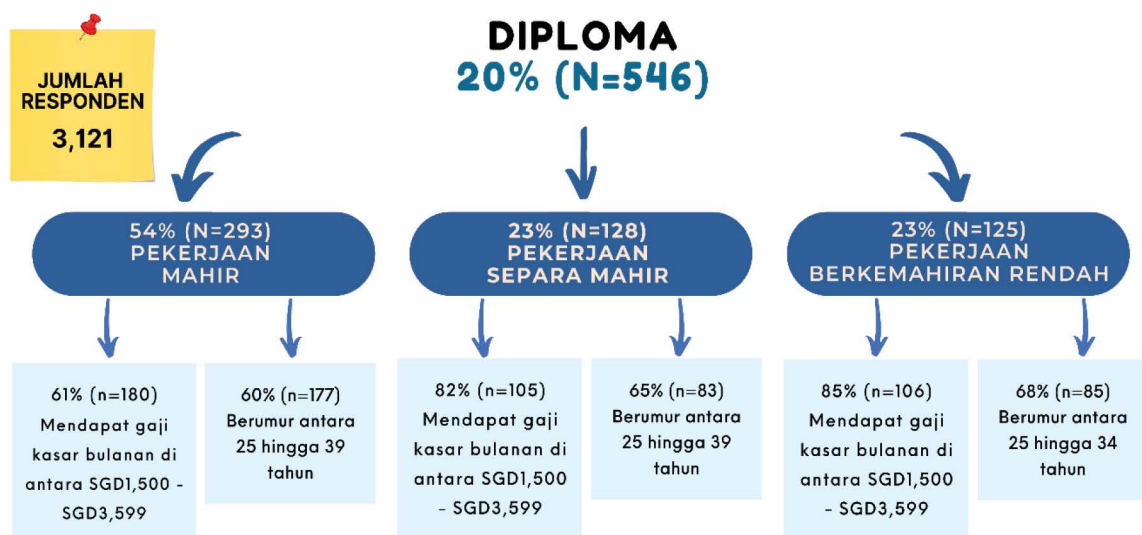 JUMLAH
RESPONDEN
3,121
DIPLOMA
20% (N=546)
54% (N=293)
PEKERJAAN
MAHIR
23% (N=128)
PEKERJAAN
SEPARA MAHIR
23% (N=125)
PEKERJAAN
BERKEMAHIRAN RENDAH
61% (n=180)
Mendapat gaji
kasar bulanan di
antara SGD1,500 -
SGD3,599
60% (n=177)
Berumur antara
25 hingga 39
tahun
82% (n=105)
Mendapat gaji
kasar bulanan di
antara SGD1,500
- SGD3,599
65% (n=83)
Berumur antara
25 hingga 39
tahun
85% (n=106)
Mendapat gaji
kasar bulanan di
antara SGD1,500
- SGD3,599
68% (n=85)
Berumur antara
25 hingga 34
tahun